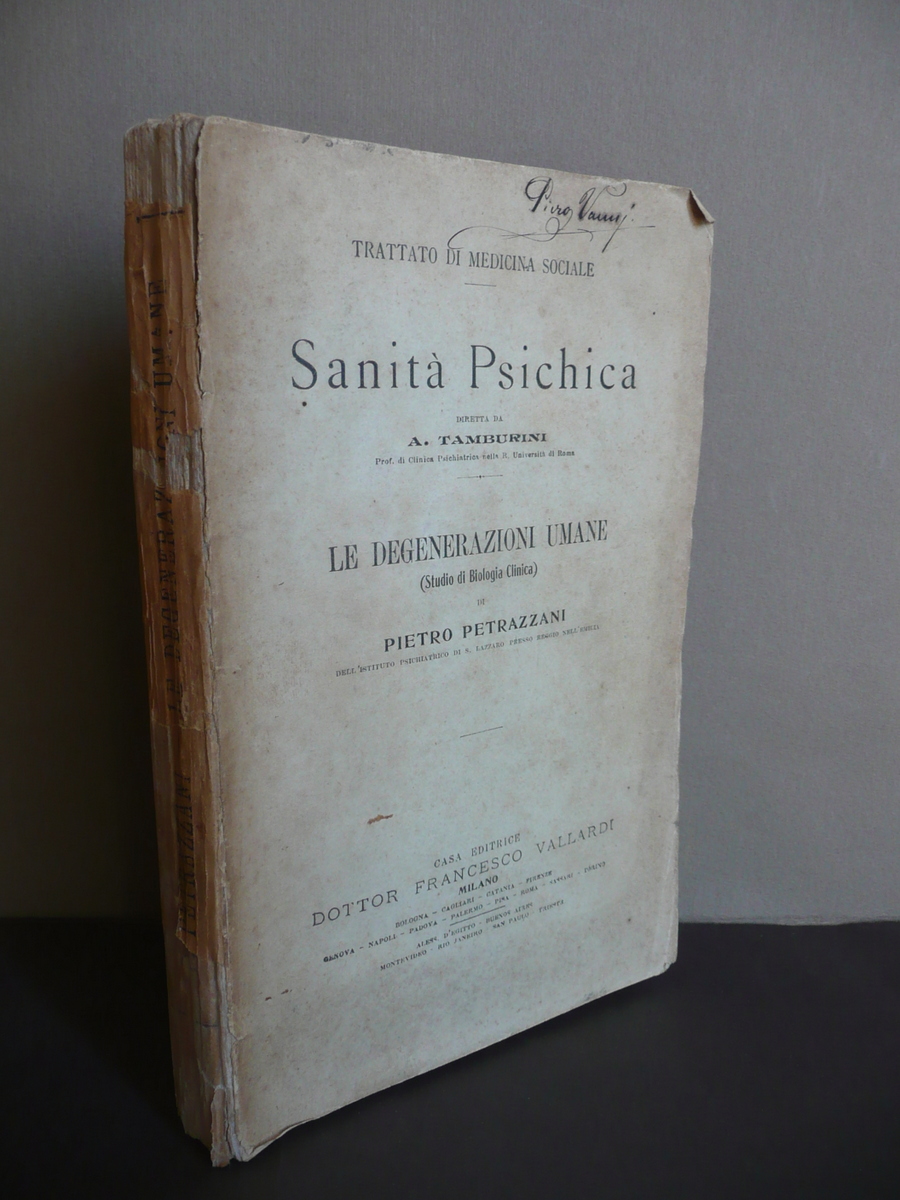 Piero Vanni
TRATTATO DI MEDICINA SOCIALE
Sanità Psichica
DIRETTA DA
A. TAMBURINI
Prof. di Clinica Psichiatrica nella R. Università di Roma
LE DEGENERAZIONI UMANE
(Studio di Biologia Clinica)
DI
PIETRO PETRAZZANI
DELL'ISTITUTO PSICHIATRICO DI S. LAZZARO PRESSO REGGIO NELL'EMILIA
CASA EDITRICE
DOTTOR FRANCESCO VALLARDI
MILANO
BOLOGNA - CAGLIARI - CATANIA - FIRENZE
GENOVA - NAPOLI - PADOVA - PALERMO - PISA - ROMA - SASSARI - TORINO
ALESS. D'EGITTO - BUENOS AIRES
MONTEVIDEO - RIO JANEIRO - SAN PAULO - TRIESTE
PETRAZZANI LE DEGENERAZIONI UMANE